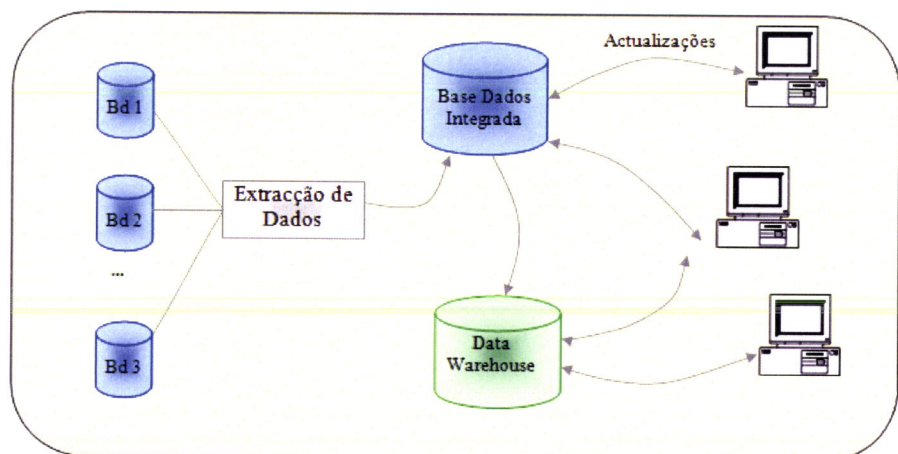 Actualizações
Base Dados
Integrada
Bd 1
Extracção de
Dados
Bd 2
...
Data
Warehouse
Bd 3